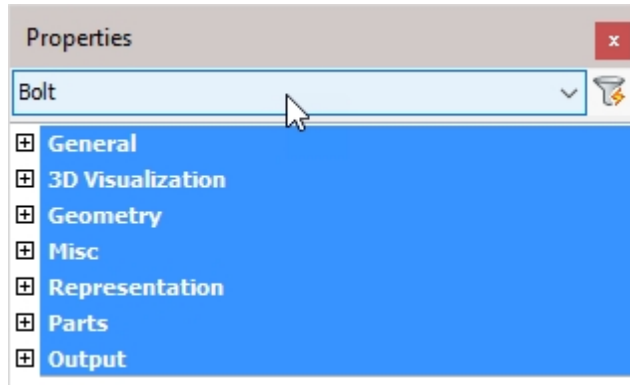 Properties
Bolt
General
3D Visualization
Geometry
Misc
Representation
Parts
Output